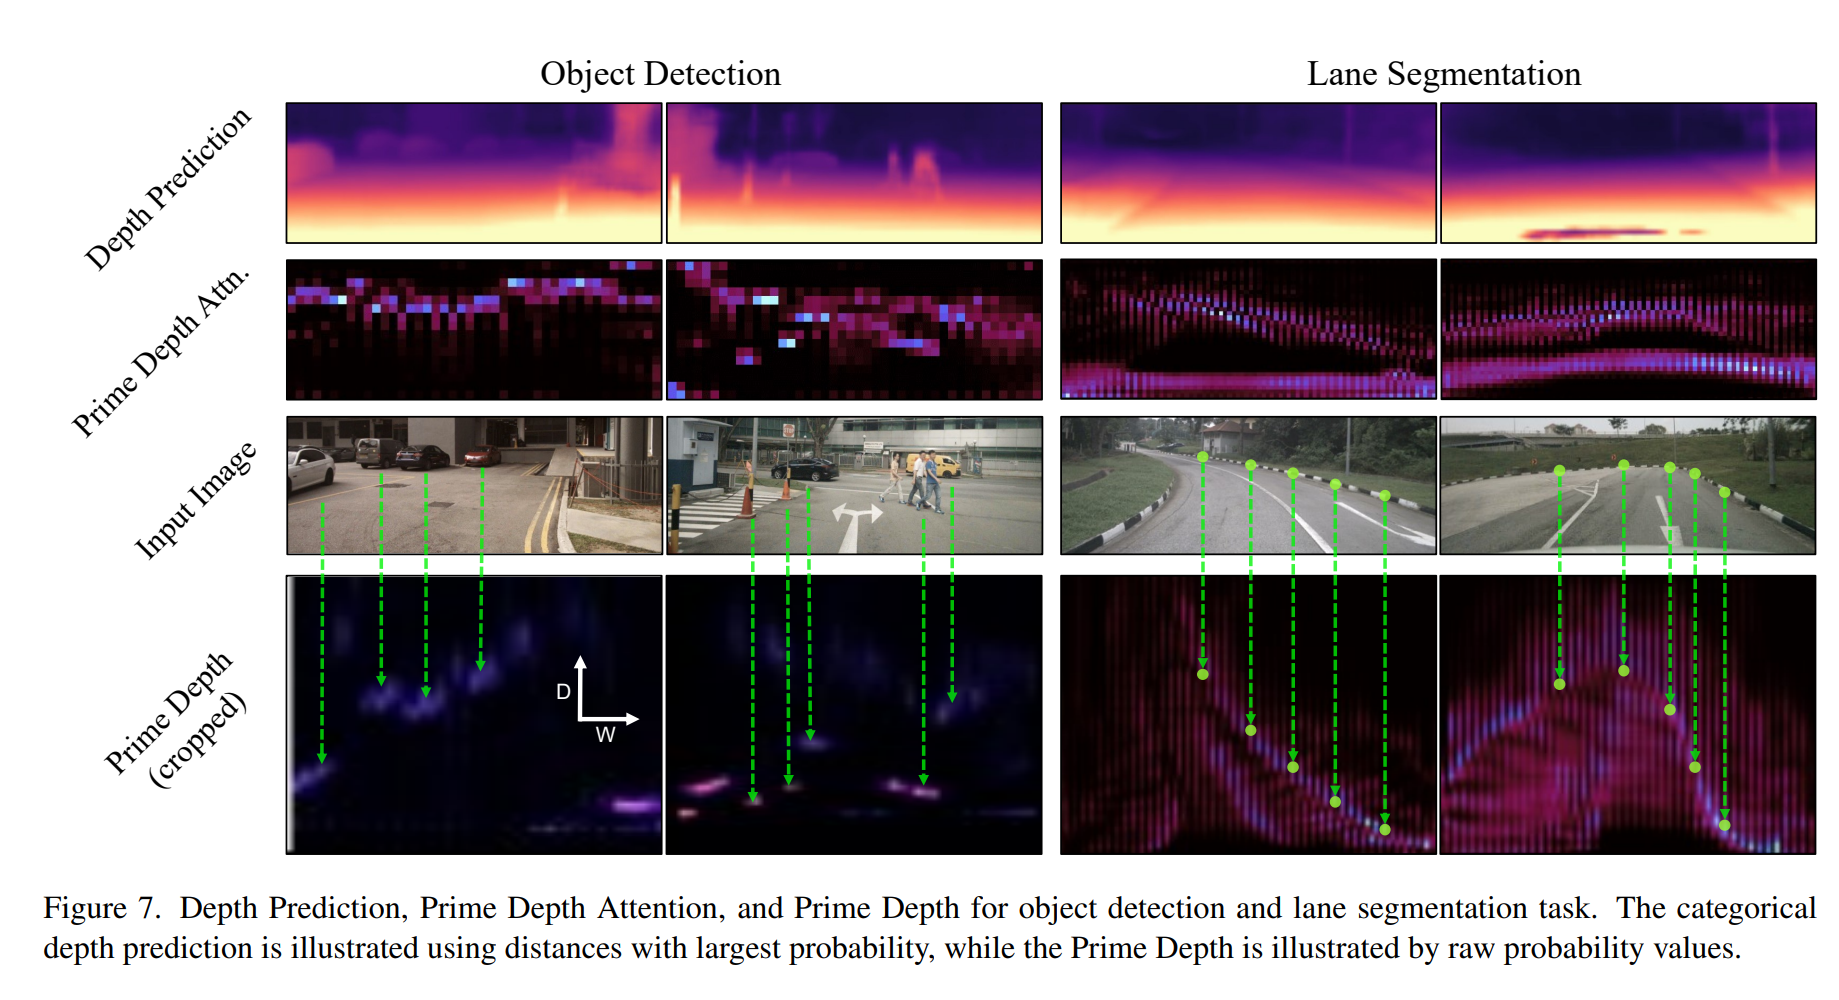 Object Detection
Lane Segmentation
Depth Prediction
Prime Depth Attn.
Input Image
Prime Depth
(cropped)
D
W
Figure 7. Depth Prediction, Prime Depth Attention, and Prime Depth for object detection and lane segmentation task. The categorical
depth prediction is illustrated using distances with largest probability, while the Prime Depth is illustrated by raw probability values.